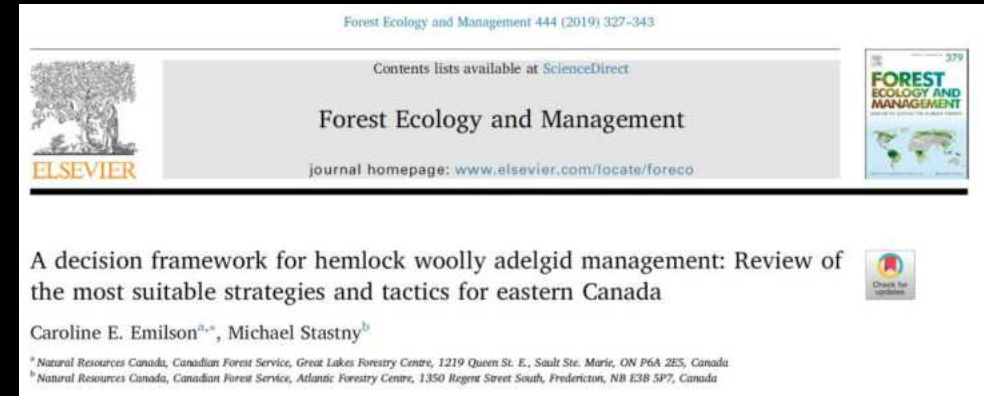 Forest Ecology and Management 444 (2019) 327–343
Contents lists available at ScienceDirect
Forest Ecology and Management
journal homepage: www.elsevier.com/locate/foreco
ELSEVIER
379
FOREST
ECOLOGY AND
MANAGEMENT
A decision framework for hemlock woolly adelgid management: Review of
the most suitable strategies and tactics for eastern Canada
Check for
updates
Caroline E. Emilson a,*, Michael Stastny b
a Natural Resources Canada, Canadian Forest Service, Great Lakes Forestry Centre, 1219 Queen St. E., Sault Ste. Marie, ON P6A 2E5, Canada
b Natural Resources Canada, Canadian Forest Service, Atlantic Forestry Centre, 1350 Regent Street South, Fredericton, NB E3B 5P7, Canada